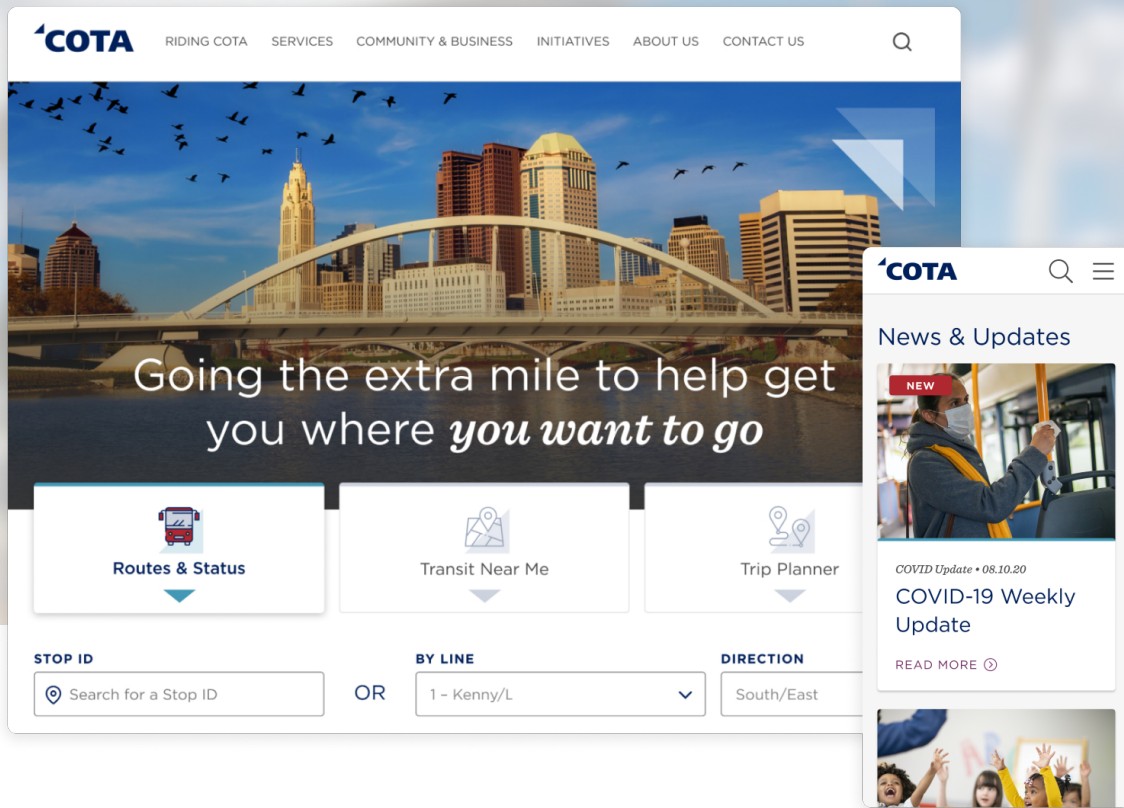 COTA
RIDING COTA SERVICES COMMUNITY & BUSINESS INITIATIVES ABOUT US CONTACT US
Going the extra mile to help get
you where you want to go
Routes & Status
Transit Near Me
Trip Planner
STOP ID
Search for a Stop ID
OR
BY LINE
1 – Kenny/L
DIRECTION
South/East
COTA
News & Updates
NEW
COVID Update • 08.10.20
COVID-19 Weekly
Update
READ MORE